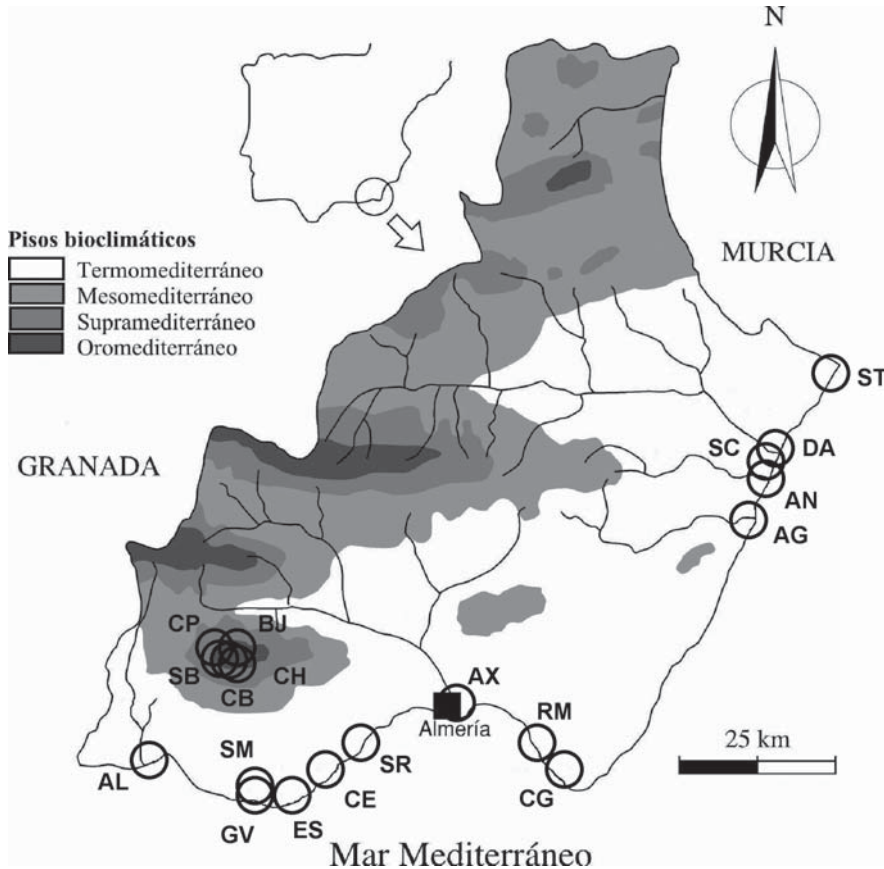 N
Pisos bioclimáticos
Termomediterráneo
Mesomediterráneo
Supramediterráneo
Oromediterráneo
MURCIA
GRANADA
ST
SC
DA
AN
AG
CP
BJ
SB
CH
CB
AX
Almería
RM
SM
SR
25 km
AL
CE
CG
GV
ES
Mar Mediterráneo